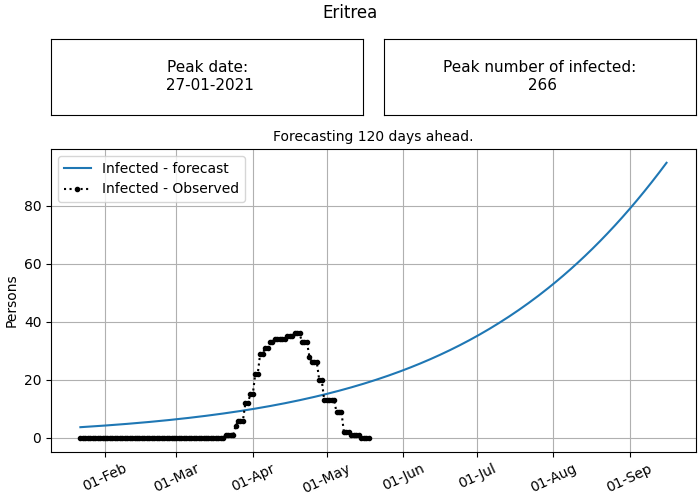 Eritrea
Peak date:
27-01-2021
Peak number of infected:
266
Forecasting 120 days ahead.
Infected - forecast
Infected - Observed
Persons
80
60
40
20
0
01-Feb
01-Mar
01-Apr
01-May
01-Jun
01-Jul
01-Aug
01-Sep